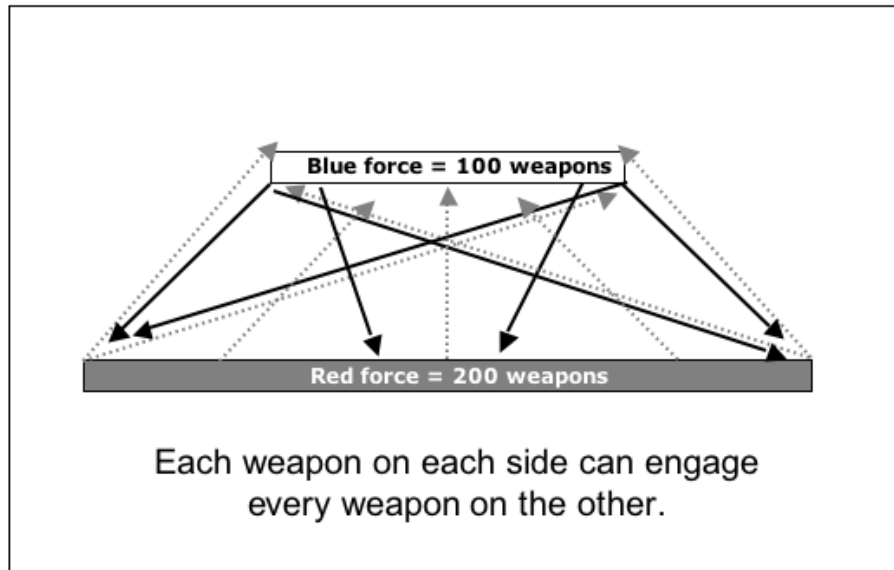 Blue force = 100 weapons
Red force = 200 weapons
Each weapon on each side can engage
every weapon on the other.